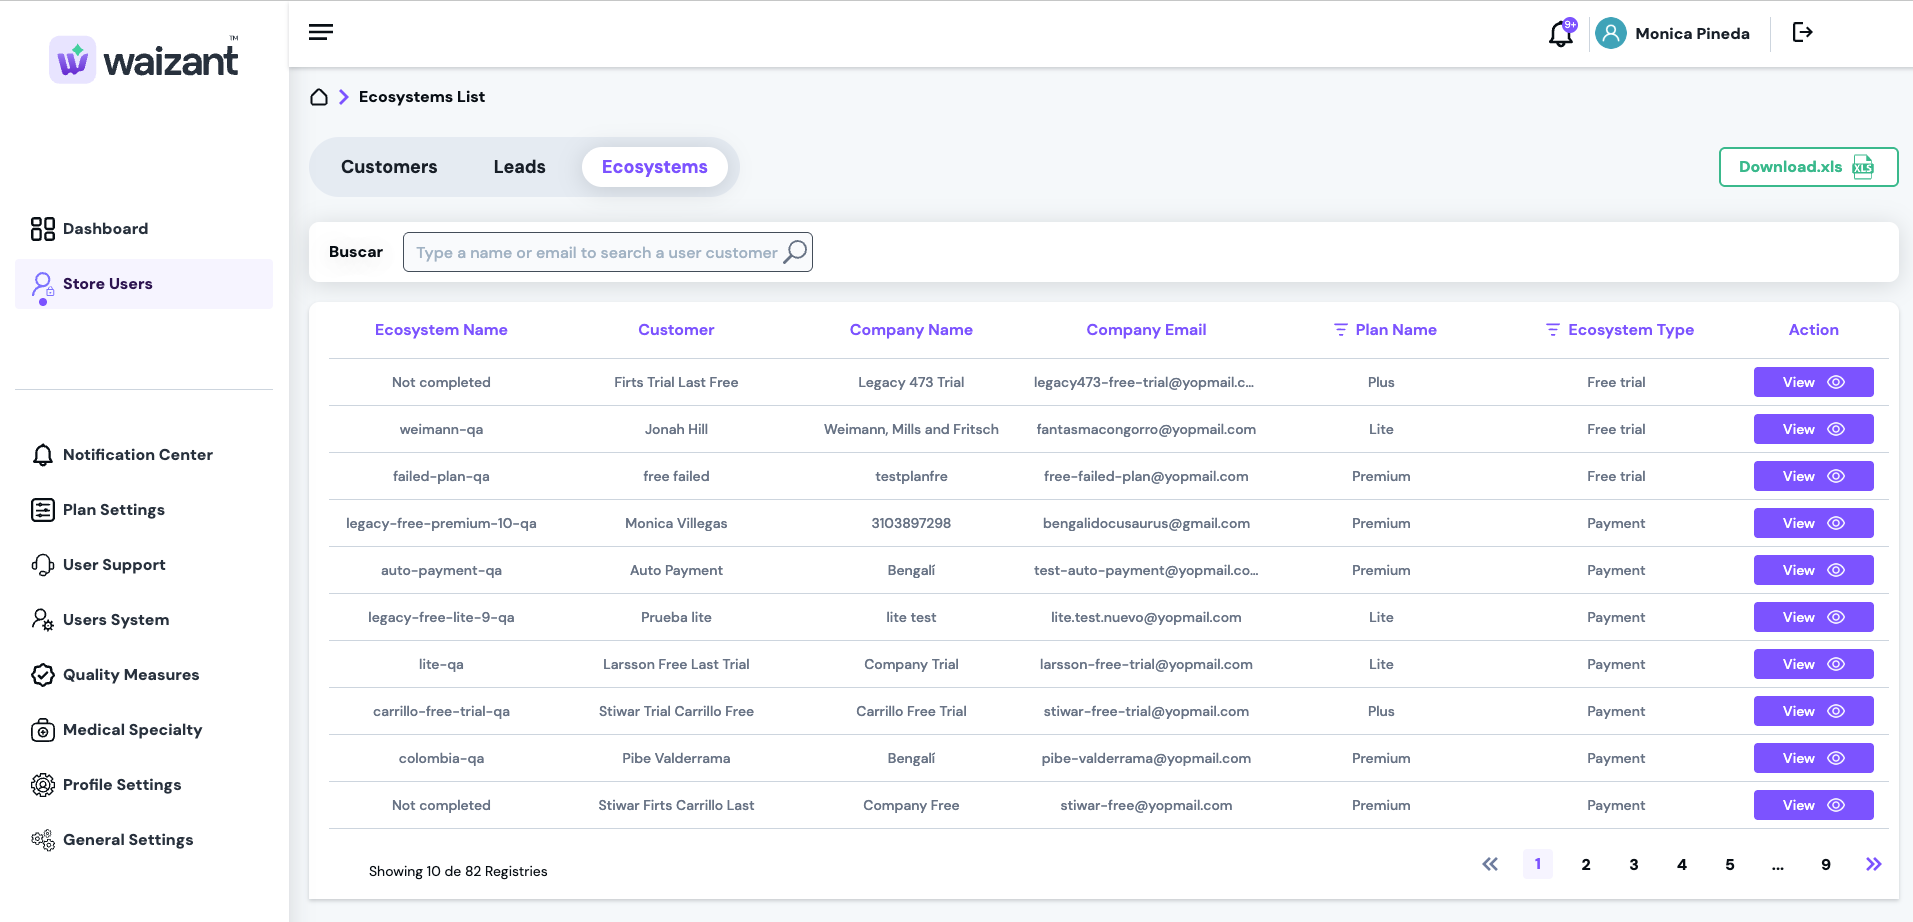 waizant™
9+
Monica Pineda
Ecosystems List
Customers Leads Ecosystems
Download.xls XLS
Dashboard
Store Users
Notification Center
Plan Settings
User Support
Users System
Quality Measures
Medical Specialty
Profile Settings
General Settings
Buscar Type a name or email to search a user customer
Ecosystem Name Customer Company Name Company Email Plan Name Ecosystem Type Action
Not completed Firts Trial Last Free Legacy 473 Trial legacy473-free-trial@yopmail.c... Plus Free trial View
weimann-qa Jonah Hill Weimann, Mills and Fritsch fantasmacongorro@yopmail.com Lite Free trial View
failed-plan-qa free failed testplanfre free-failed-plan@yopmail.com Premium Free trial View
legacy-free-premium-10-qa Monica Villegas 3103897298 bengalidocusaurus@gmail.com Premium Payment View
auto-payment-qa Auto Payment Bengalí test-auto-payment@yopmail.co... Premium Payment View
legacy-free-lite-9-qa Prueba lite lite test lite.test.nuevo@yopmail.com Lite Payment View
lite-qa Larsson Free Last Trial Company Trial larsson-free-trial@yopmail.com Lite Payment View
carrillo-free-trial-qa Stiwar Trial Carrillo Free Carrillo Free Trial stiwar-free-trial@yopmail.com Plus Payment View
colombia-qa Pibe Valderrama Bengalí pibe-valderrama@yopmail.com Premium Payment View
Not completed Stiwar Firts Carrillo Last Company Free stiwar-free@yopmail.com Premium Payment View
Showing 10 de 82 Registries
1 2 3 4 5 ... 9